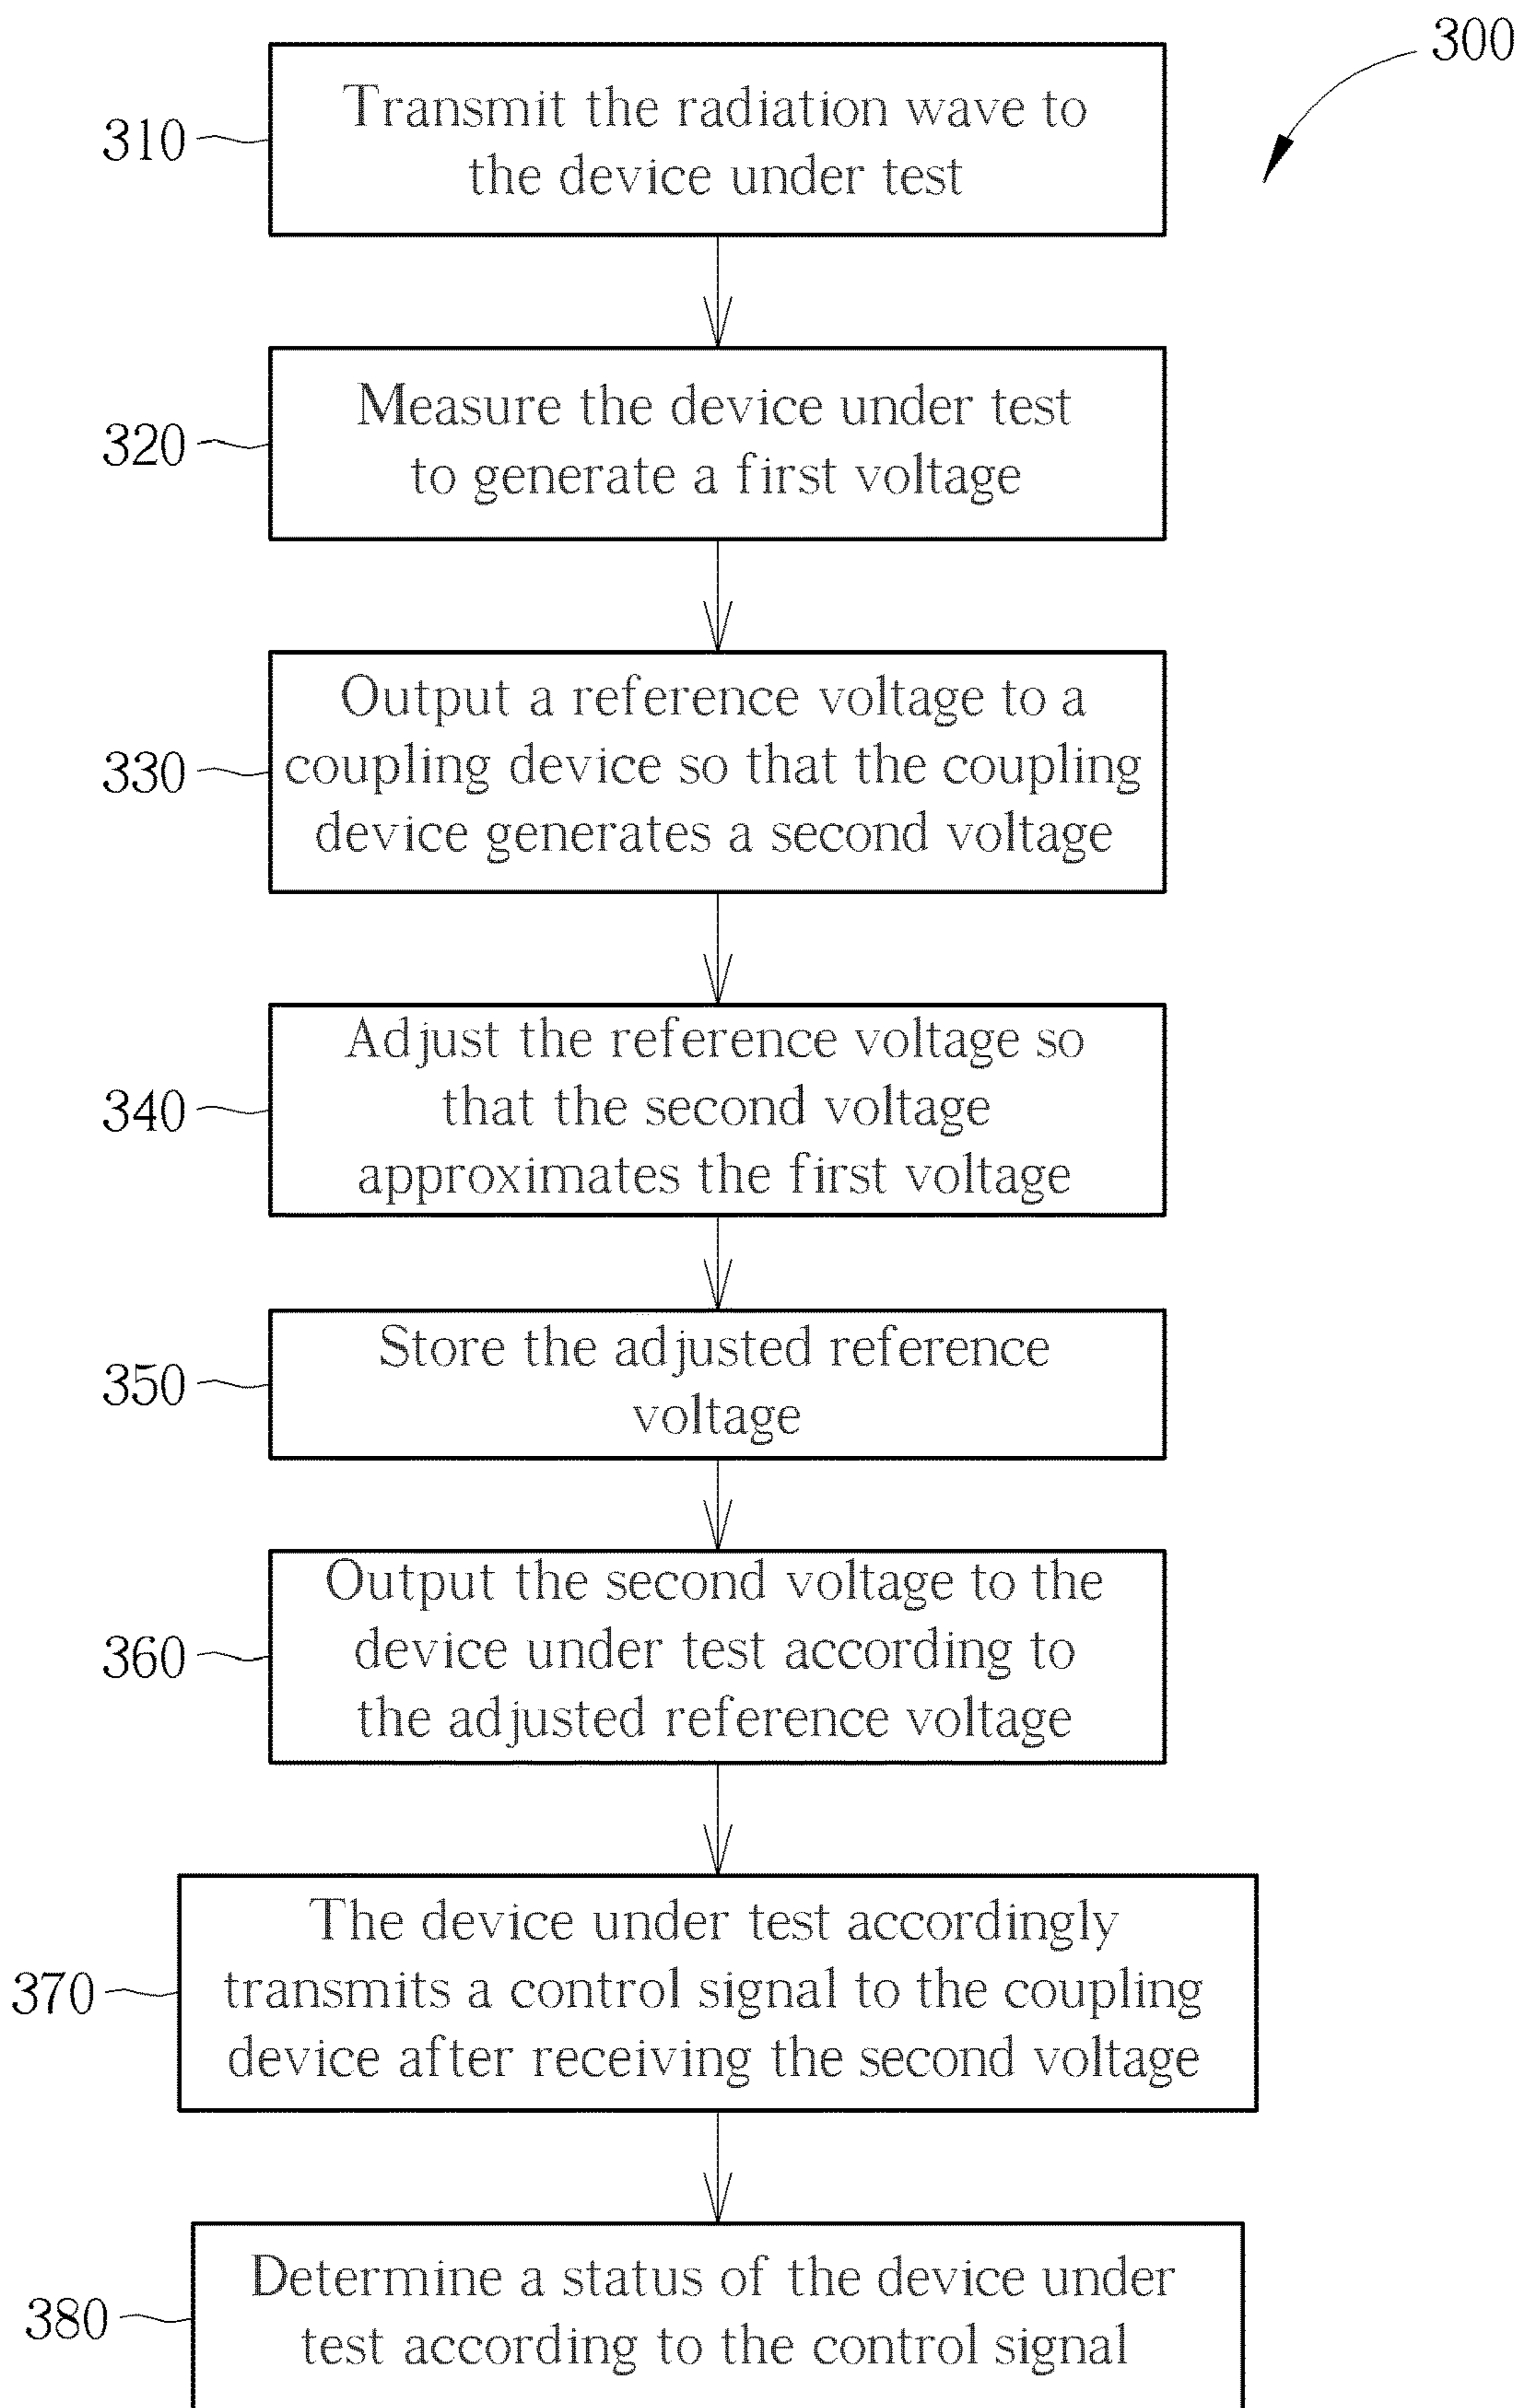 300
310
Transmit the radiation wave to
the device under test
320
Measure the device under test
to generate a first voltage
330
Output a reference voltage to a
coupling device so that the coupling
device generates a second voltage
340
Adjust the reference voltage so
that the second voltage
approximates the first voltage
350
Store the adjusted reference
voltage
360
Output the second voltage to the
device under test according to
the adjusted reference voltage
370
The device under test accordingly
transmits a control signal to the coupling
device after receiving the second voltage
380
Determine a status of the device under
test according to the control signal